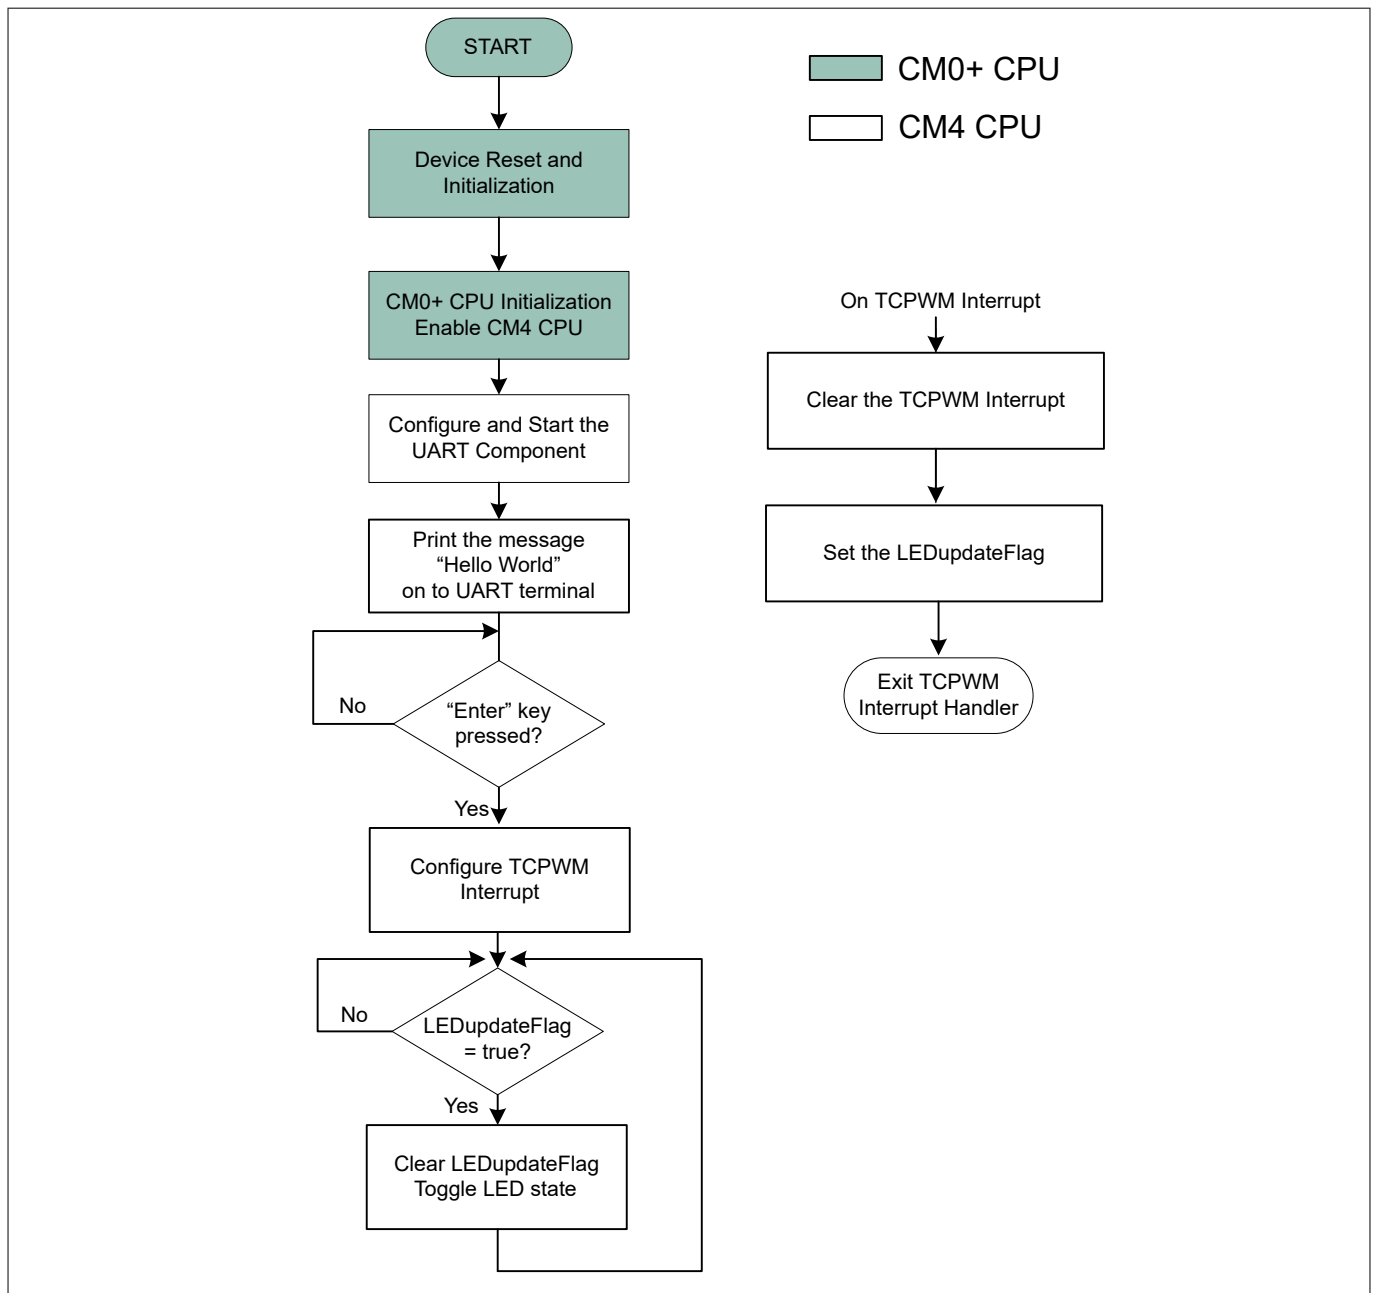 START
Device Reset and
Initialization
CM0+ CPU Initialization
Enable CM4 CPU
Configure and Start the
UART Component
Print the message
“Hello World”
on to UART terminal
“Enter” key
pressed?
No
Yes
Configure TCPWM
Interrupt
LEDupdateFlag
= true?
No
Yes
Clear LEDupdateFlag
Toggle LED state
CM0+ CPU
CM4 CPU
On TCPWM Interrupt
Clear the TCPWM Interrupt
Set the LEDupdateFlag
Exit TCPWM
Interrupt Handler